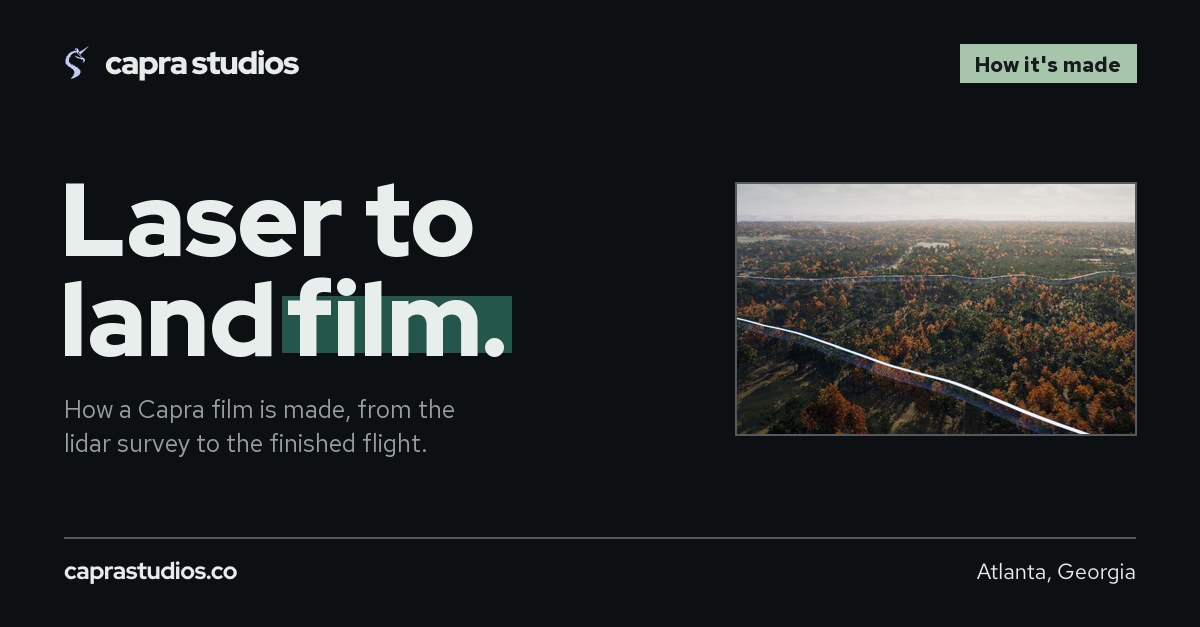 capra studios
How it's made
Laser to
land film.
How a Capra film is made, from the
lidar survey to the finished flight.
caprastudios.co
Atlanta, Georgia